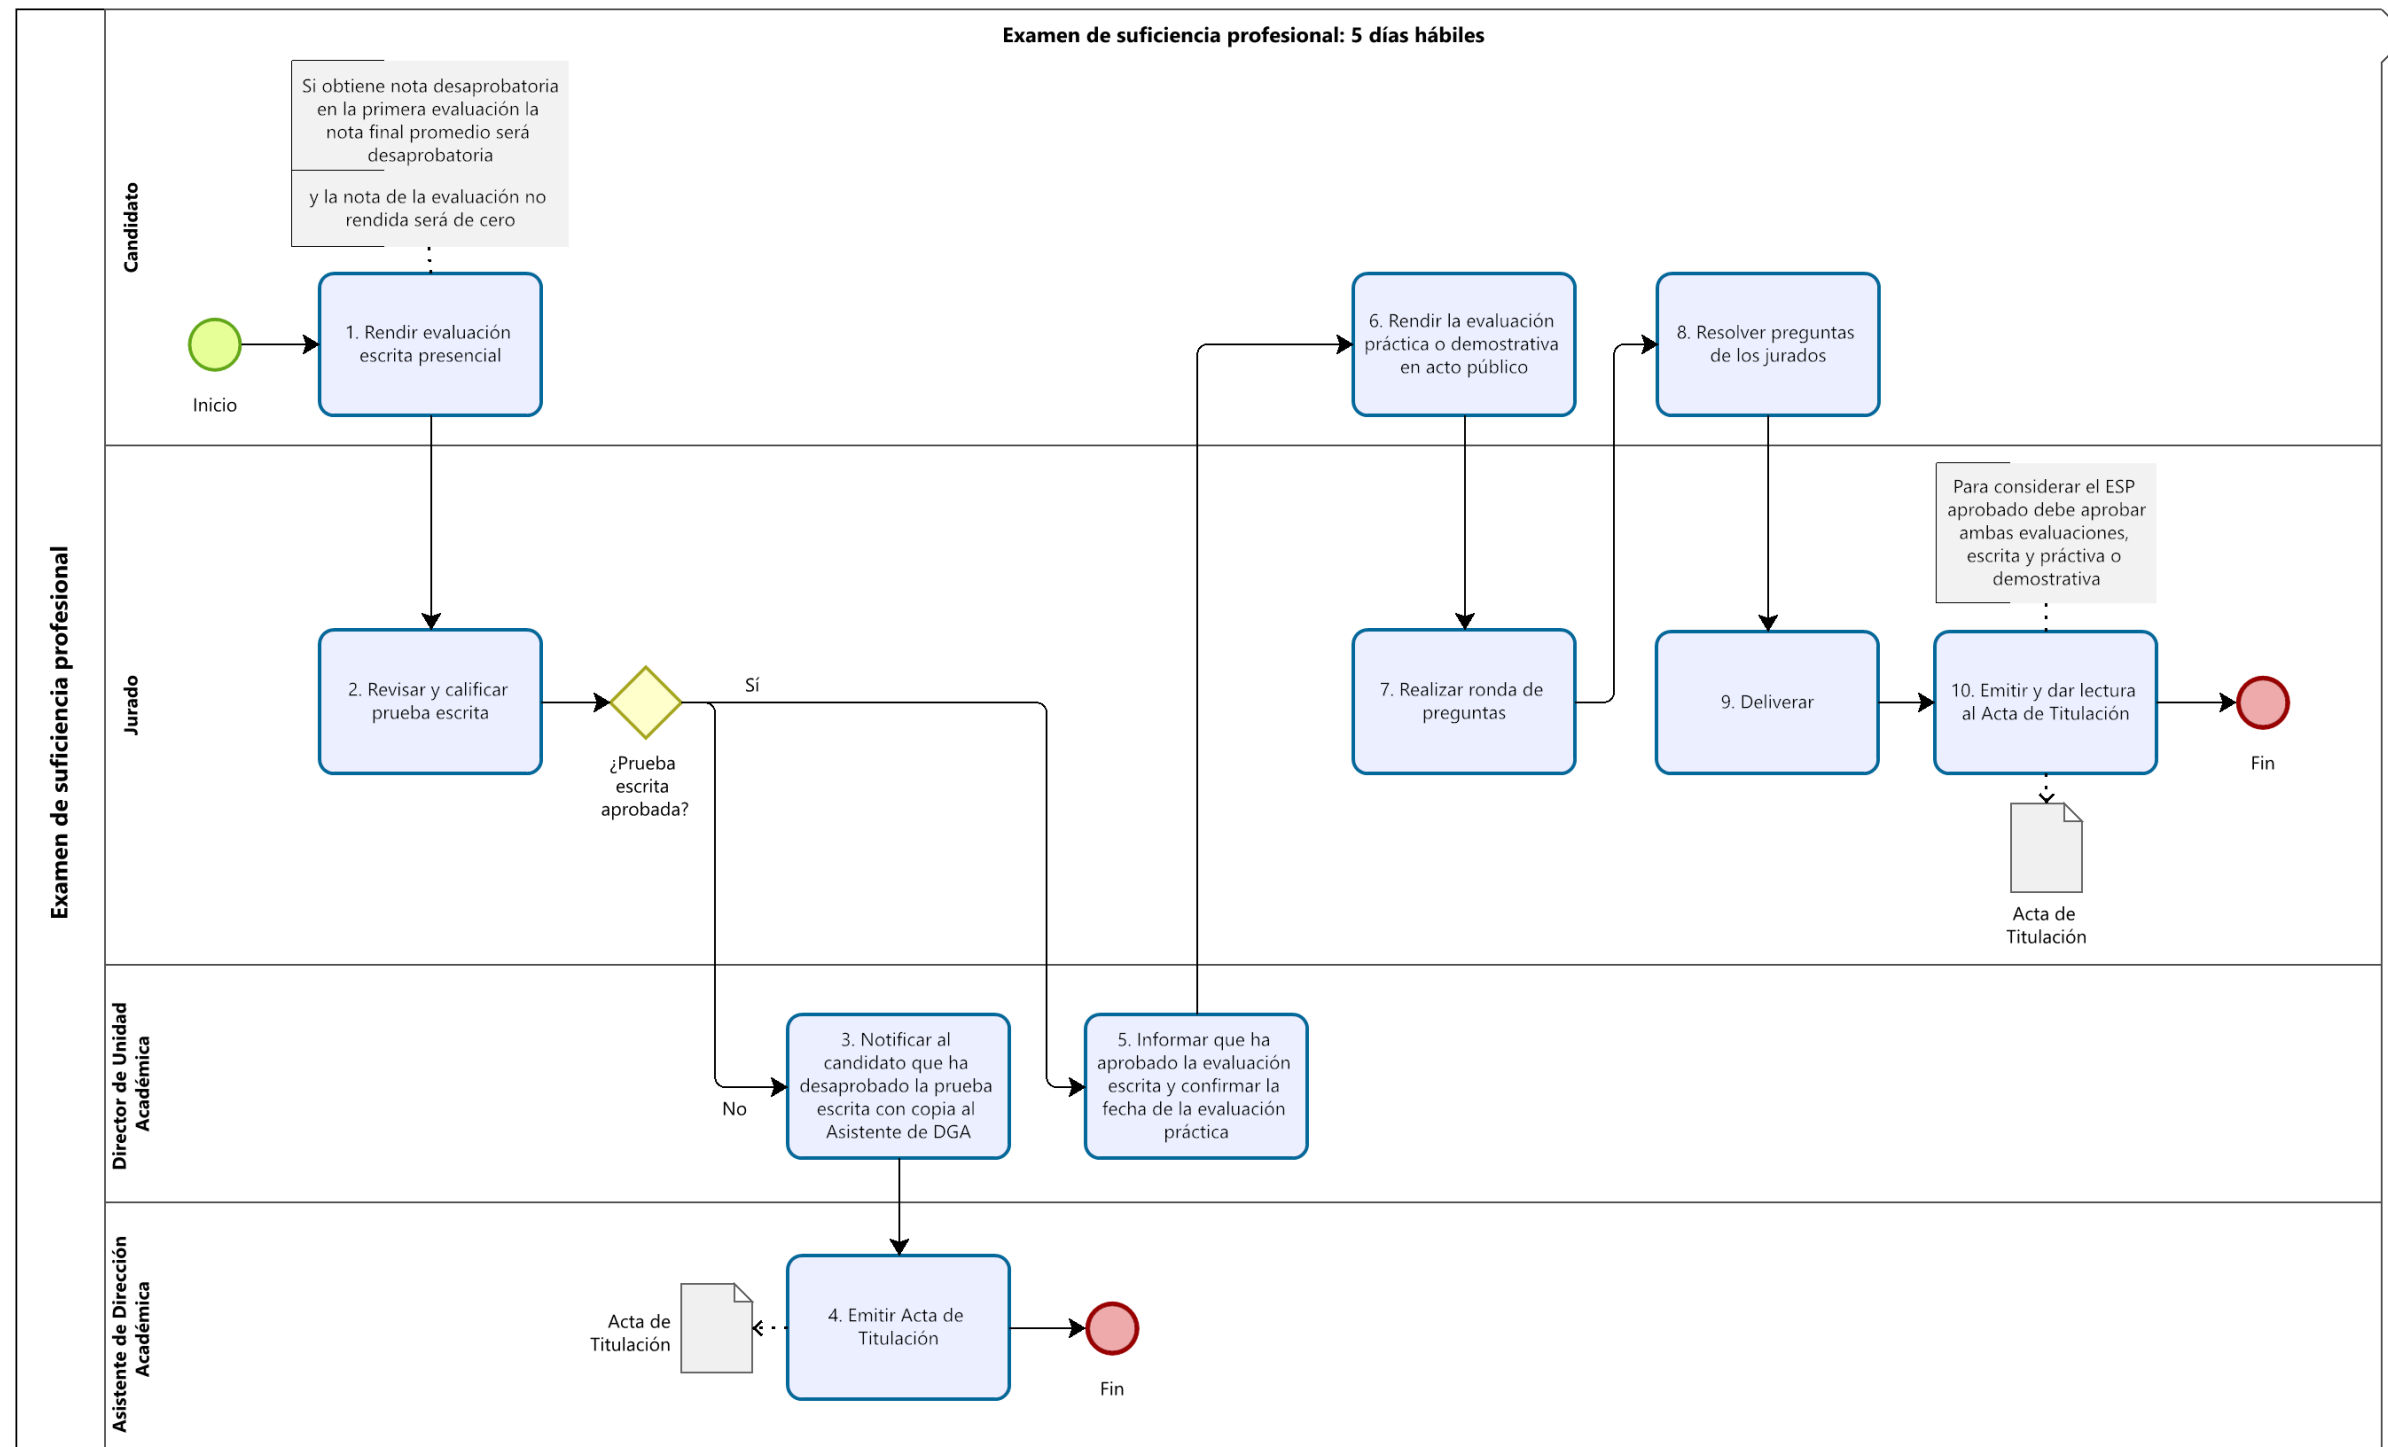 Examen de suficiencia profesional: 5 días hábiles
Examen de suficiencia profesional
Candidato
Si obtiene nota desaprobatoria
en la primera evaluación la
nota final promedio será
desaprobatoria
y la nota de la evaluación no
rendida será de cero
Inicio
1. Rendir evaluación
escrita presencial
6. Rendir la evaluación
práctica o demostrativa
en acto público
8. Resolver preguntas
de los jurados
Jurado
2. Revisar y calificar
prueba escrita
¿Prueba
escrita
aprobada?
Sí
No
7. Realizar ronda de
preguntas
9. Deliverar
Para considerar el ESP
aprobado debe aprobar
ambas evaluaciones,
escrita y práctiva o
demostrativa
10. Emitir y dar lectura
al Acta de Titulación
Fin
Acta de
Titulación
Director de Unidad
Académica
3. Notificar al
candidato que ha
desaprobado la prueba
escrita con copia al
Asistente de DGA
5. Informar que ha
aprobado la evaluación
escrita y confirmar la
fecha de la evaluación
práctica
Asistente de Dirección
Académica
Acta de
Titulación
4. Emitir Acta de
Titulación
Fin